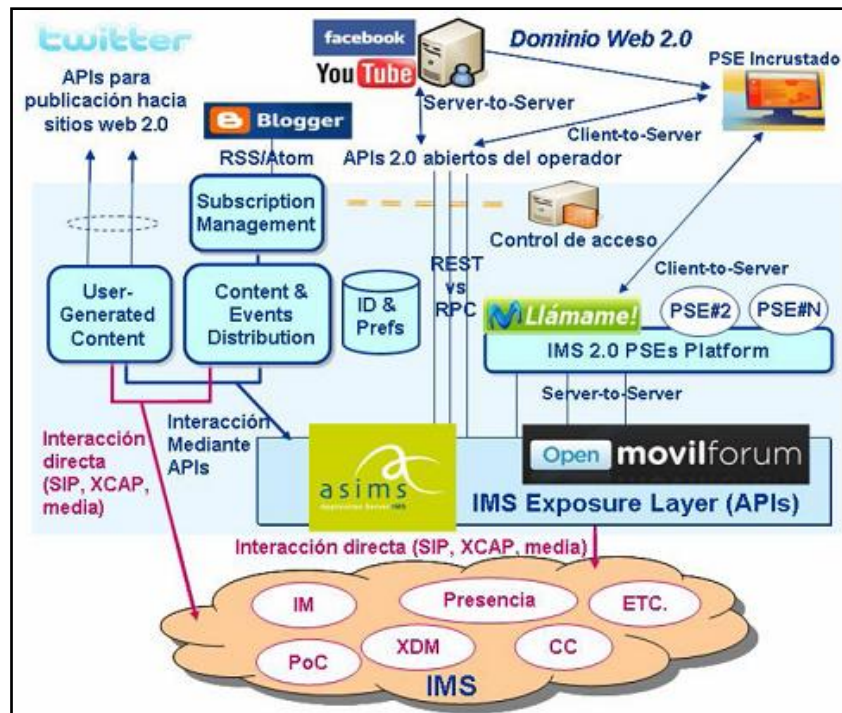 twitter
APIs para
publicación hacia
sitios web 2.0
facebook
YouTube
Dominio Web 2.0
PSE Incrustado
Server-to-Server
Client-to-Server
Blogger
RSS/Atom
APIs 2.0 abiertos del operador
Subscription
Management
Control de acceso
User-
Generated
Content
Content &
Events
Distribution
ID &
Prefs
REST
vs
RPC
Client-to-Server
Llámame!
PSE#2
PSE#N
IMS 2.0 PSEs Platform
Server-to-Server
Interacción
directa
(SIP, XCAP,
media)
Interacción
Mediante
APIs
asims
Application Server IMS
Open movilforum
IMS Exposure Layer (APIs)
Interacción directa (SIP, XCAP, media)
IM
Presencia
ETC.
PoC
XDM
CC
IMS